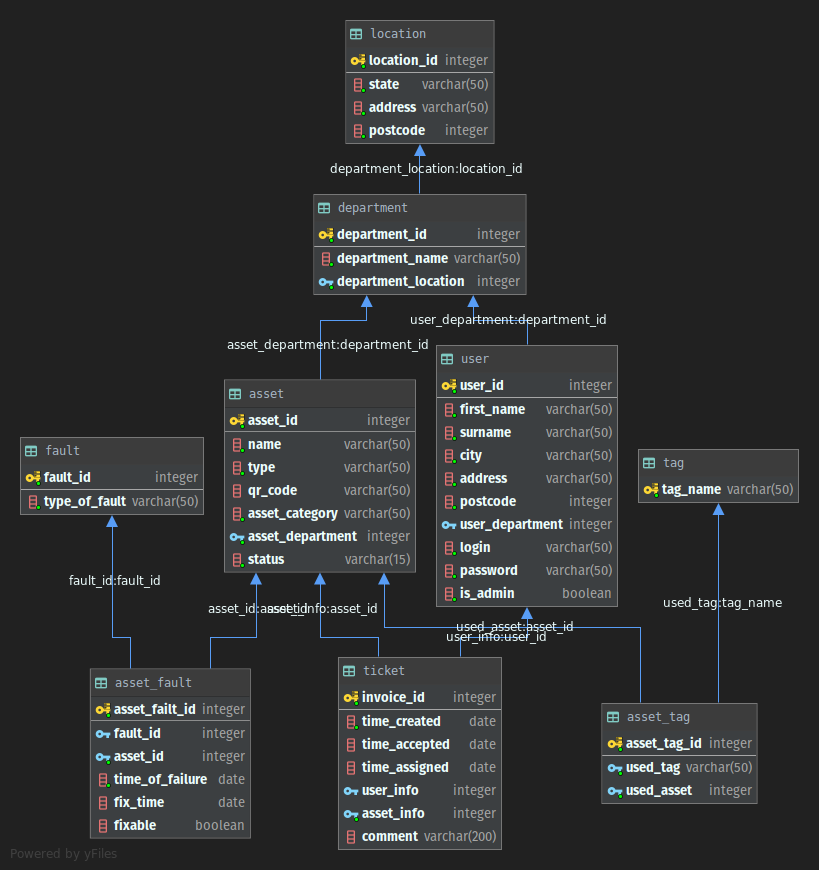 location
location_id integer
state varchar(50)
address varchar(50)
postcode integer
department_location:location_id
department
department_id integer
department_name varchar(50)
department_location integer
user_department:department_id
asset_department:department_id
user
user_id integer
first_name varchar(50)
surname varchar(50)
city varchar(50)
address varchar(50)
postcode integer
user_department integer
login varchar(50)
password varchar(50)
is_admin boolean
asset
asset_id integer
name varchar(50)
type varchar(50)
qr_code varchar(50)
asset_category varchar(50)
asset_department integer
status varchar(15)
fault
fault_id integer
type_of_fault varchar(50)
tag
tag_name varchar(50)
fault_id:fault_id
asset_id:asset_id
asset_info:asset_id
used_tag:tag_name
used_asset:asset_id
user_info:user_id
asset_fault
asset_failt_id integer
fault_id integer
asset_id integer
time_of_failure date
fix_time date
fixable boolean
ticket
invoice_id integer
time_created date
time_accepted date
time_assigned date
user_info integer
asset_info integer
comment varchar(200)
asset_tag
asset_tag_id integer
used_tag varchar(50)
used_asset integer
Powered by yFiles